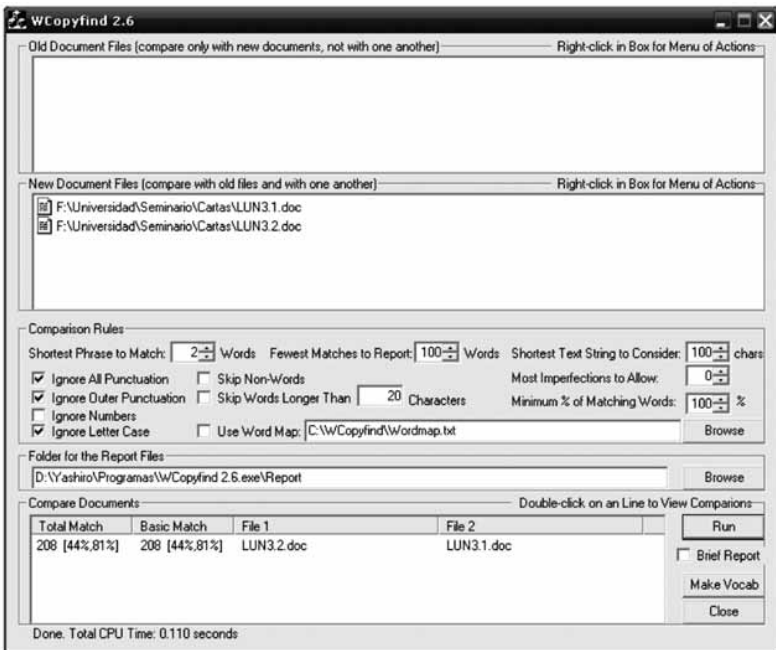 WCopyfind 2.6
Old Document Files (compare only with new documents, not with one another) Right-click in Box for Menu of Actions
New Document Files (compare with old files and with one another) Right-click in Box for Menu of Actions
F:\Universidad\Seminario\Cartas\LUN3.1.doc
F:\Universidad\Seminario\Cartas\LUN3.2.doc
Comparison Rules
Shortest Phrase to Match: 2 Words Fewest Matches to Report: 100 Words Shortest Text String to Consider: 100 chars
Ignore All Punctuation Skip Non-Words Most Imperfections to Allow: 0
Ignore Outer Punctuation Skip Words Longer Than 20 Characters Minimum % of Matching Words: 100 %
Ignore Numbers
Ignore Letter Case Use Word Map: C:\WCopyfind\Wordmap.txt Browse
Folder for the Report Files
D:\Yashiro\Programas\WCopyfind 2.6.exe\Report Browse
Compare Documents Double-click on an Line to View Comparions
Total Match Basic Match File 1 File 2 Run
208 [44%,81%] 208 [44%,81%] LUN3.2.doc LUN3.1.doc
Brief Report
Make Vocab
Close
Done. Total CPU Time: 0.110 seconds